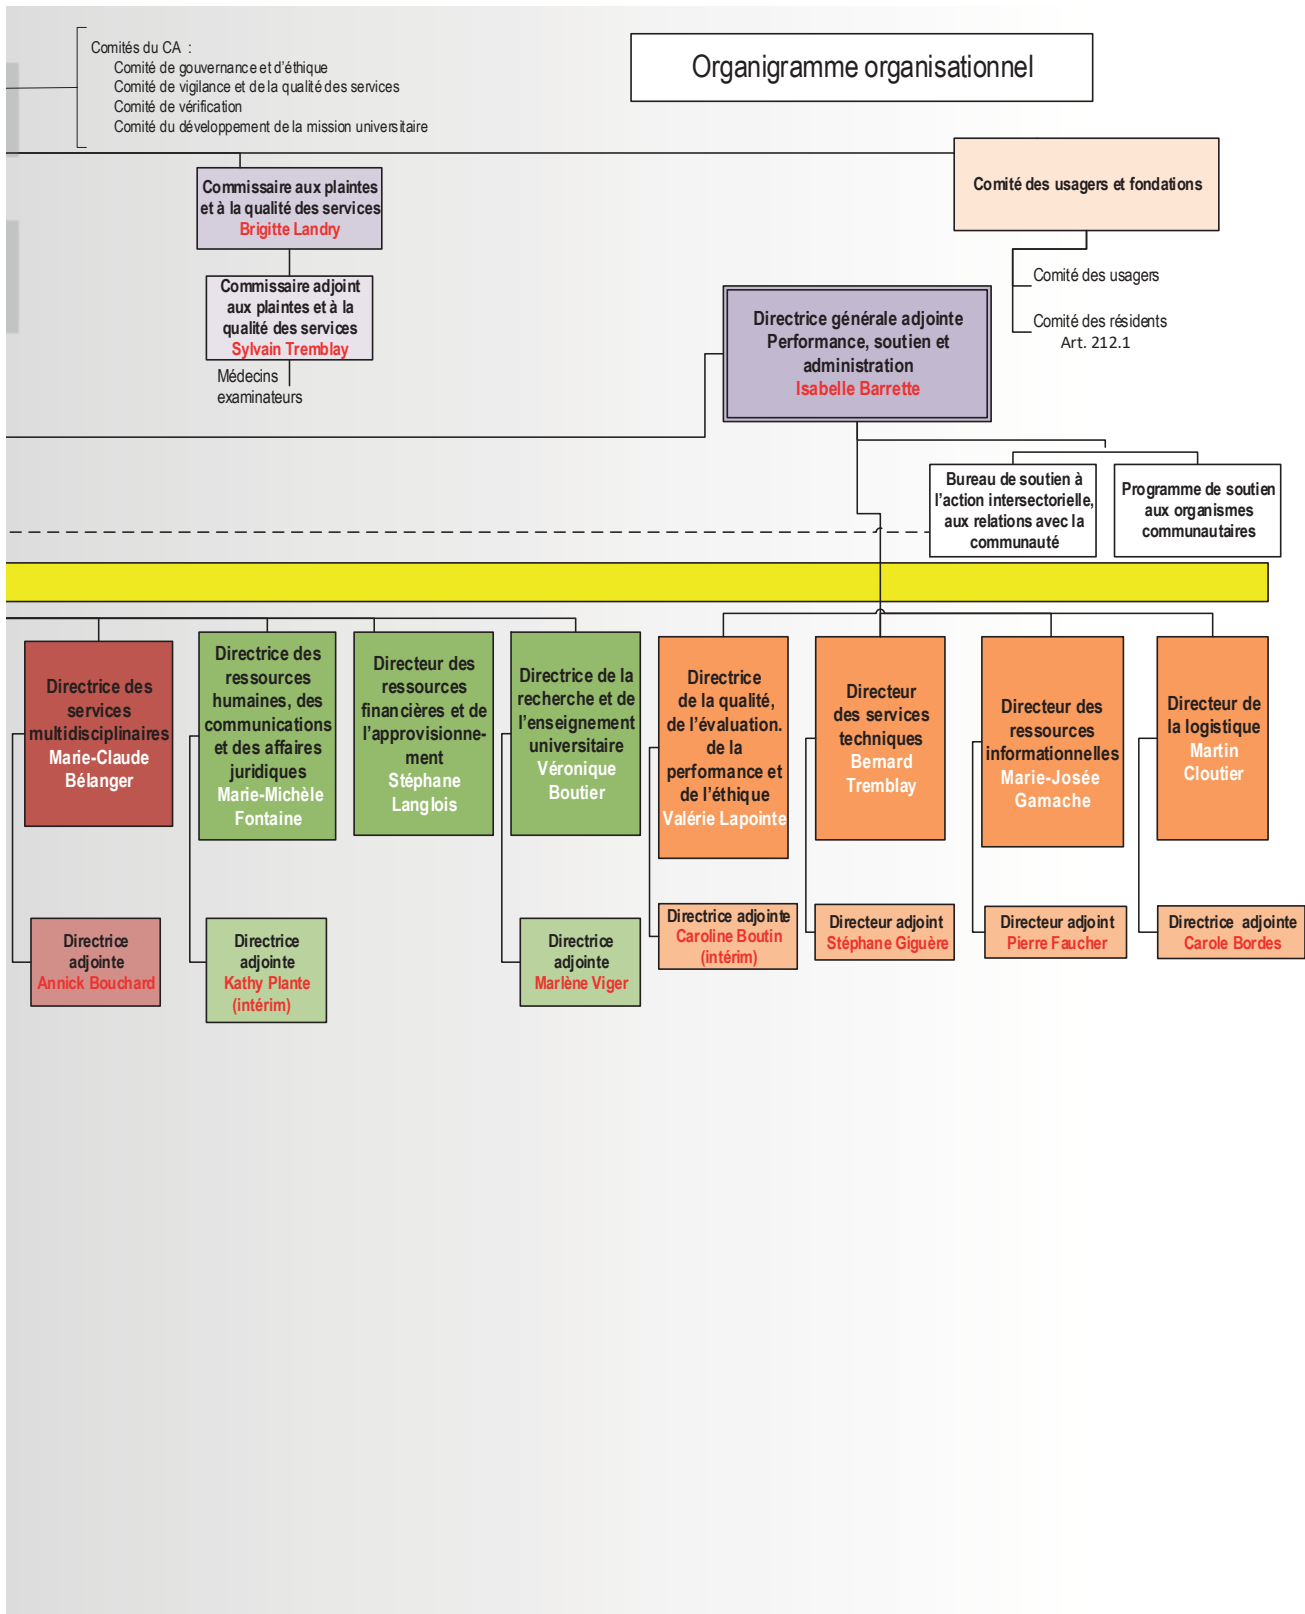 Comités du CA :
Comité de gouvernance et d'éthique
Comité de vigilance et de la qualité des services
Comité de vérification
Comité du développement de la mission universitaire
Organigramme organisationnel
Commissaire aux plaintes
et à la qualité des services
Brigitte Landry
Commissaire adjoint
aux plaintes et à la
qualité des services
Sylvain Tremblay
Médecins
examinateurs
Comité des usagers et fondations
Comité des usagers
Comité des résidents
Art. 212.1
Directrice générale adjointe
Performance, soutien et
administration
Isabelle Barrette
Bureau de soutien à
l'action intersectorielle,
aux relations avec la
communauté
Programme de soutien
aux organismes
communautaires
Directrice des
services
multidisciplinaires
Marie-Claude
Bélanger
Directrice des
ressources
humaines, des
communications
et des affaires
juridiques
Marie-Michèle
Fontaine
Directeur des
ressources
financières et de
l'approvisionne-
ment
Stéphane
Langlois
Directrice de la
recherche et de
l'enseignement
universitaire
Véronique
Boutier
Directrice
de la qualité,
de l'évaluation.
de la
performance et
de l'éthique
Valérie Lapointe
Directeur
des services
techniques
Bernard
Tremblay
Directeur des
ressources
informationnelles
Marie-Josée
Gamache
Directeur de
la logistique
Martin
Cloutier
Directrice
adjointe
Annick Bouchard
Directrice
adjointe
Kathy Plante
(intérim)
Directrice
adjointe
Marlène Viger
Directrice adjointe
Caroline Boutin
(intérim)
Directeur adjoint
Stéphane Giguère
Directeur adjoint
Pierre Faucher
Directrice adjointe
Carole Bordes